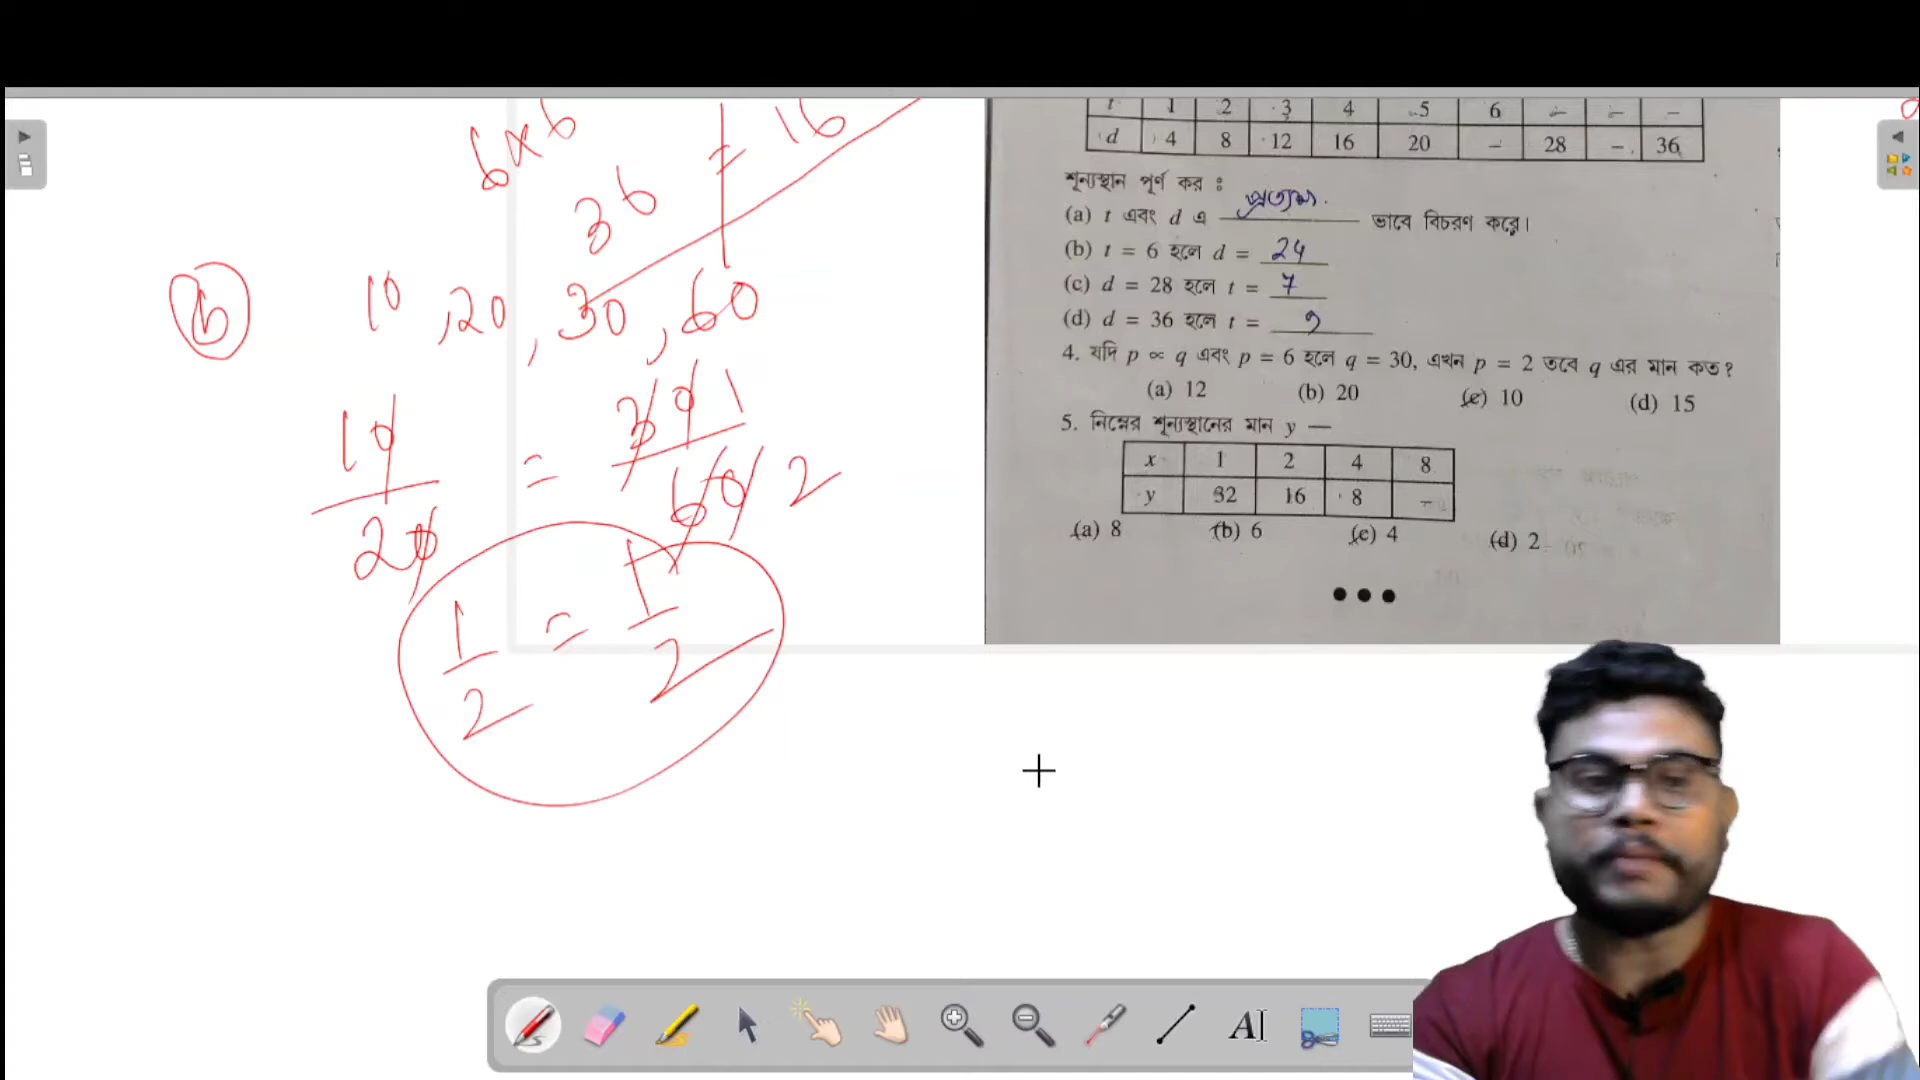 6×6
= 16
36
b 10, 20, 30, 60
10/20 = 30/60 1/2
1/2 = 1/2
t 1 2 3 4 5 6 – – –
d 4 8 12 16 20 – 28 – 36
শূন্যস্থান পূর্ণ কর :
(a) t এবং d এ প্রত্যক্ষ ভাবে বিচরণ করে।
(b) t = 6 হলে d = 24
(c) d = 28 হলে t = 7
(d) d = 36 হলে t = 9
4. যদি p ∝ q এবং p = 6 হলে q = 30, এখন p = 2 তবে q এর মান কত?
(a) 12 (b) 20 (c) 10 (d) 15
5. নিম্নের শূন্যস্থানের মান y —
x 1 2 4 8
y 32 16 8 –
(a) 8 (b) 6 (c) 4 (d) 2
A